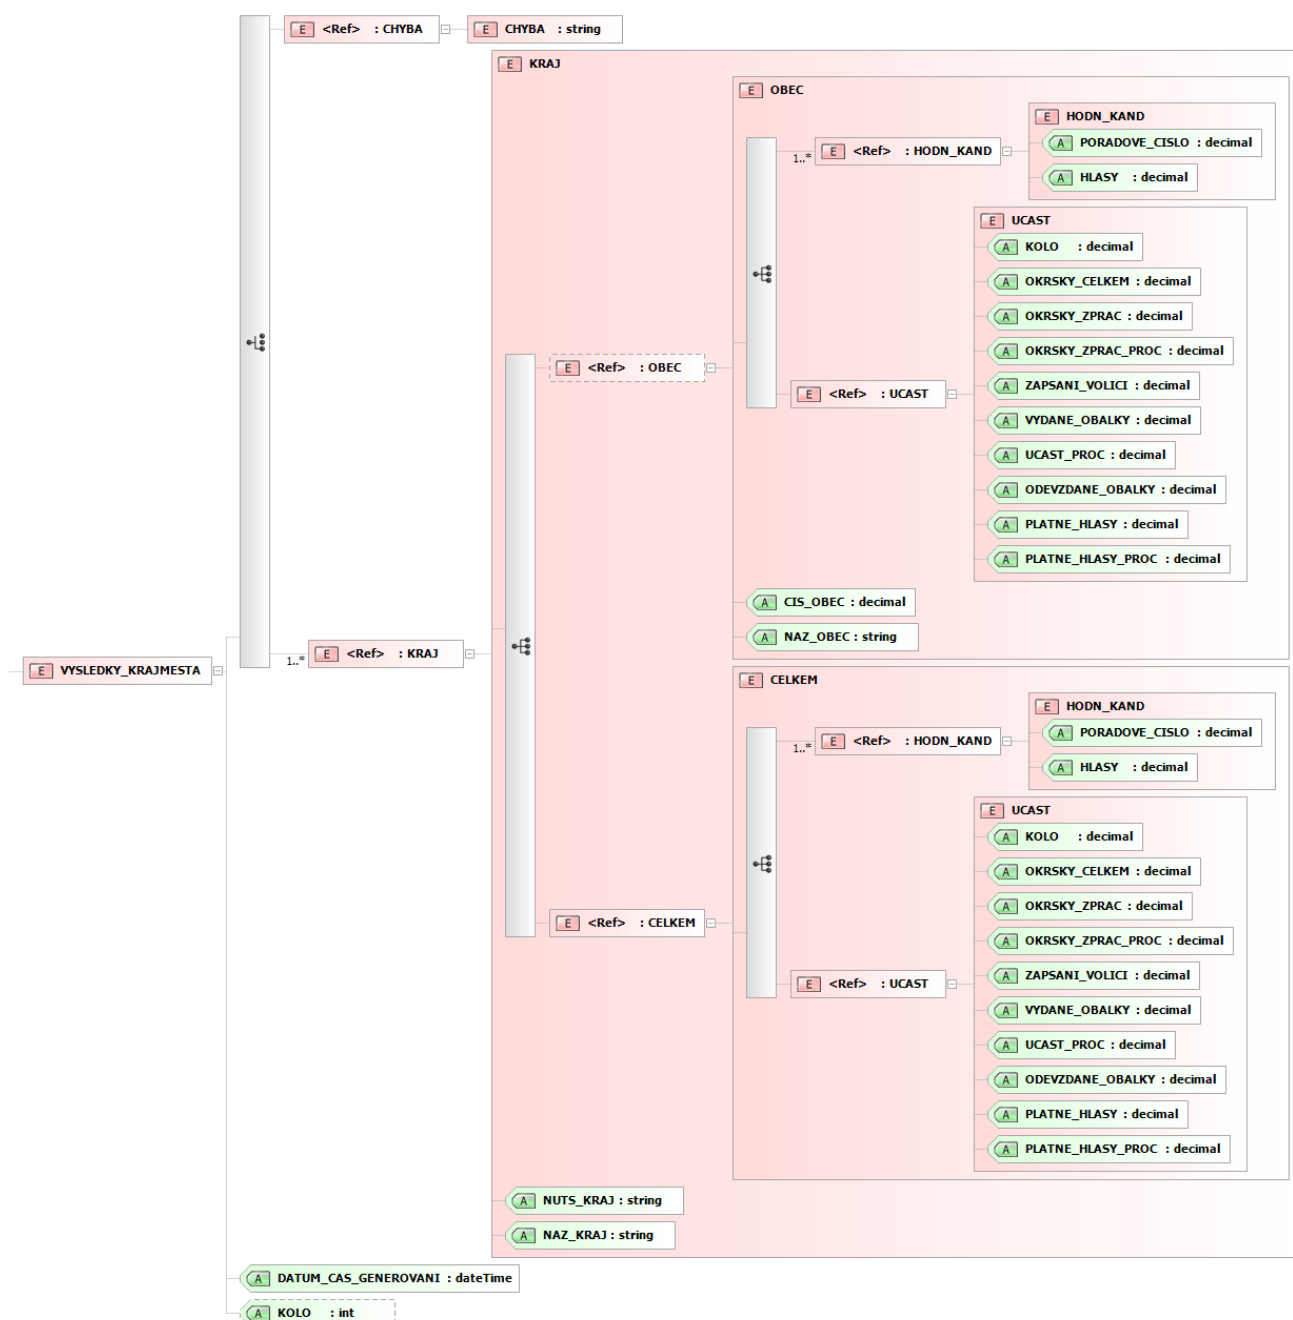 E <Ref> : CHYBA
E CHYBA : string
E KRAJ
E OBEC
E HODN_KAND
A PORADOVE_CISLO : decimal
1..* E <Ref> : HODN_KAND
A HLASY : decimal
E UCAST
A KOLO : decimal
A OKRSKY_CELKEM : decimal
A OKRSKY_ZPRAC : decimal
A OKRSKY_ZPRAC_PROC : decimal
E <Ref> : OBEC
A ZAPSANI_VOLICI : decimal
E <Ref> : UCAST
A VYDANE_OBALKY : decimal
A UCAST_PROC : decimal
A ODEVZDANE_OBALKY : decimal
A PLATNE_HLASY : decimal
A PLATNE_HLASY_PROC : decimal
A CIS_OBEC : decimal
A NAZ_OBEC : string
1..* E <Ref> : KRAJ
E VYSLEDKY_KRAJMESTA
E CELKEM
E HODN_KAND
A PORADOVE_CISLO : decimal
1..* E <Ref> : HODN_KAND
A HLASY : decimal
E UCAST
A KOLO : decimal
A OKRSKY_CELKEM : decimal
A OKRSKY_ZPRAC : decimal
E <Ref> : CELKEM
A OKRSKY_ZPRAC_PROC : decimal
A ZAPSANI_VOLICI : decimal
E <Ref> : UCAST
A VYDANE_OBALKY : decimal
A UCAST_PROC : decimal
A ODEVZDANE_OBALKY : decimal
A PLATNE_HLASY : decimal
A PLATNE_HLASY_PROC : decimal
A NUTS_KRAJ : string
A NAZ_KRAJ : string
A DATUM_CAS_GENEROVANI : dateTime
A KOLO : int